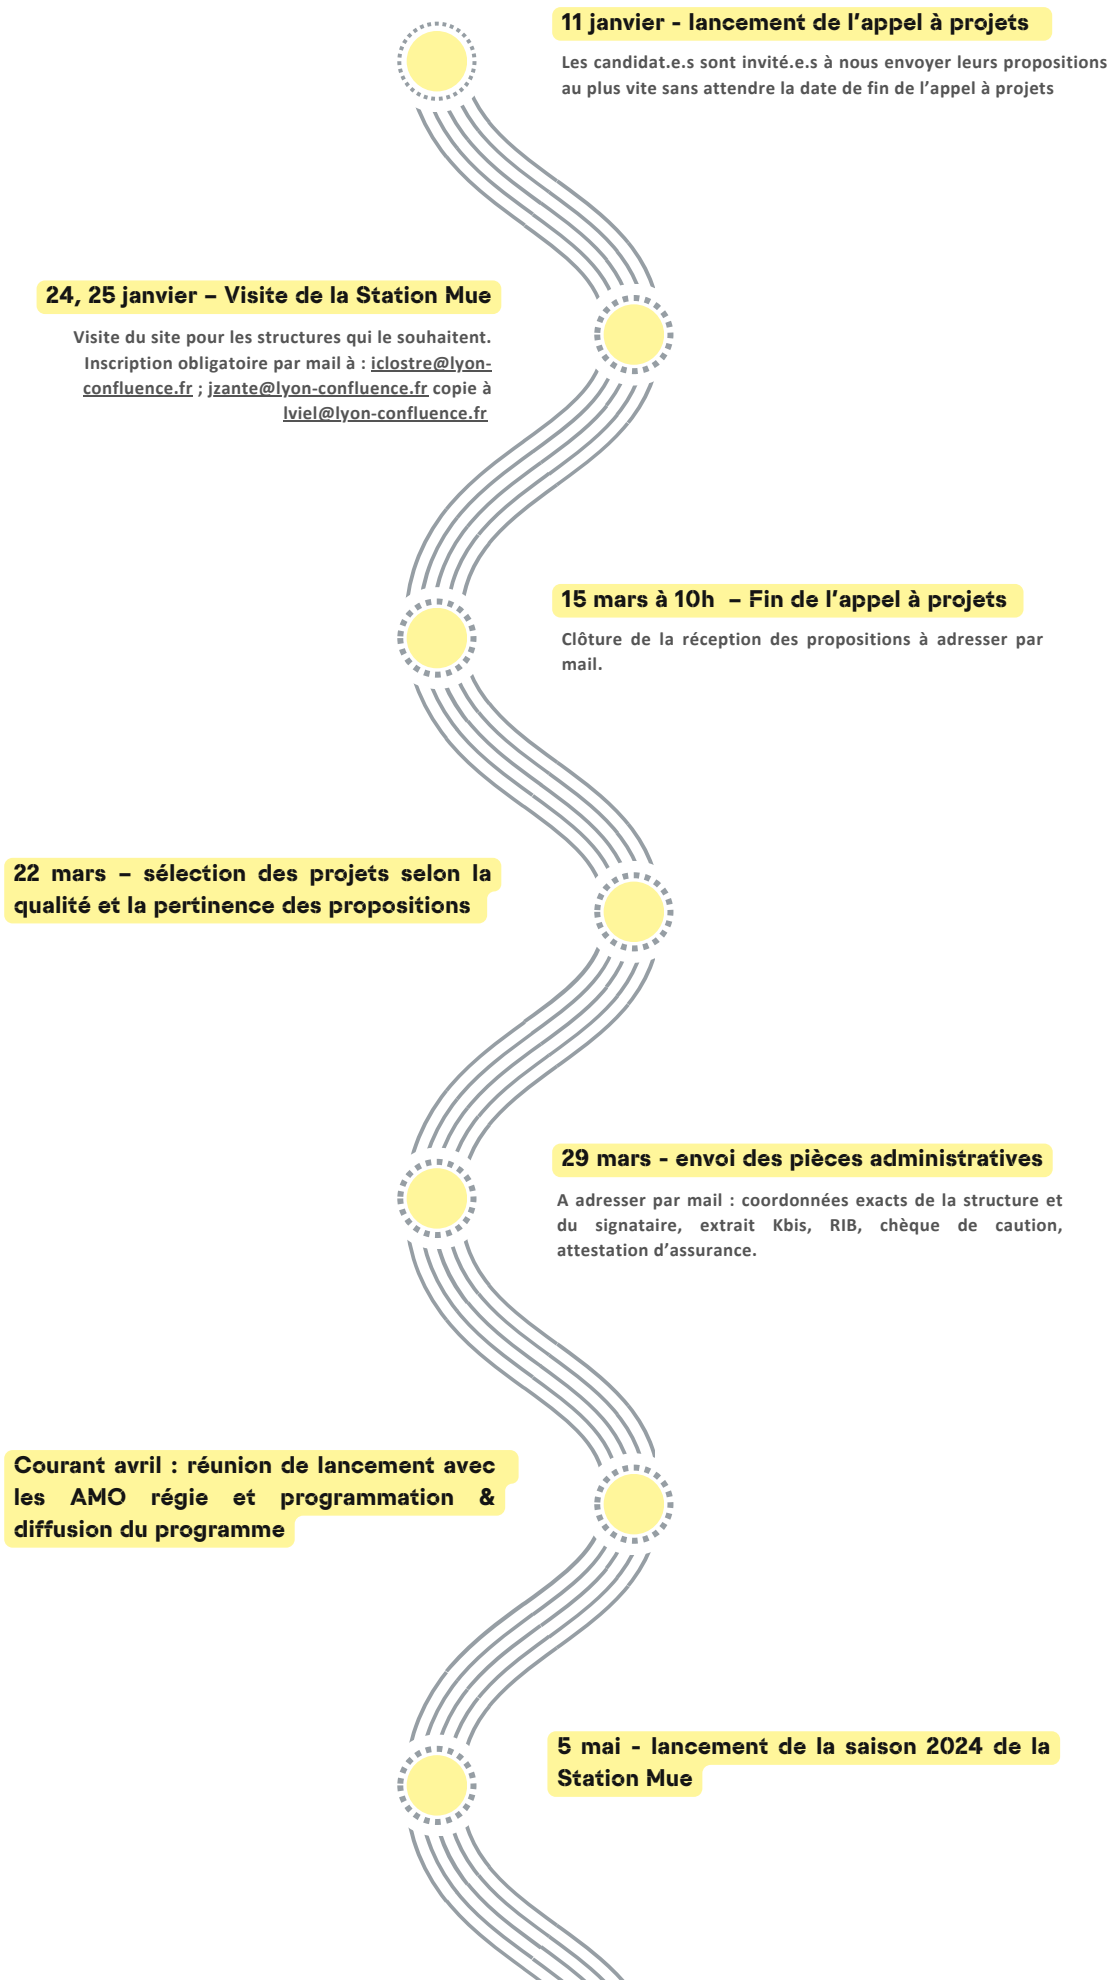 11 janvier - lancement de l'appel à projets
Les candidat.e.s sont invité.e.s à nous envoyer leurs propositions
au plus vite sans attendre la date de fin de l'appel à projets
24, 25 janvier – Visite de la Station Mue
Visite du site pour les structures qui le souhaitent.
Inscription obligatoire par mail à : iclostre@lyon-
confluence.fr ; jzante@lyon-confluence.fr copie à
lviel@lyon-confluence.fr
15 mars à 10h – Fin de l'appel à projets
Clôture de la réception des propositions à adresser par
mail.
22 mars – sélection des projets selon la
qualité et la pertinence des propositions
29 mars - envoi des pièces administratives
A adresser par mail : coordonnées exacts de la structure et
du signataire, extrait Kbis, RIB, chèque de caution,
attestation d'assurance.
Courant avril : réunion de lancement avec
les AMO régie et programmation &
diffusion du programme
5 mai - lancement de la saison 2024 de la
Station Mue